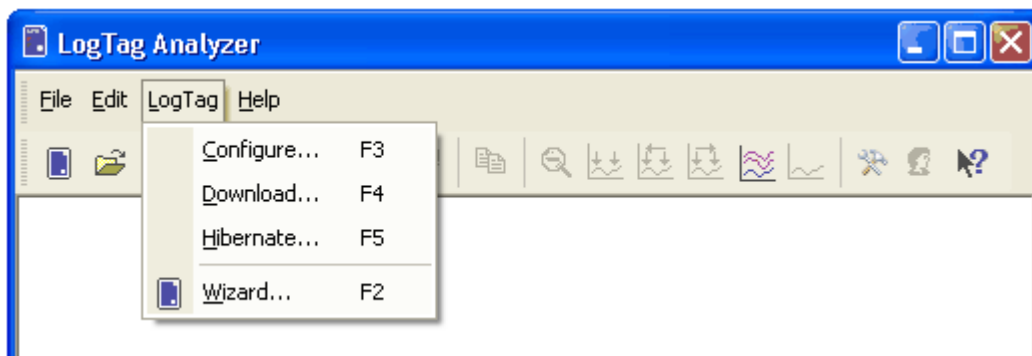 LogTag Analyzer
File Edit LogTag Help
Configure... F3
Download... F4
Hibernate... F5
Wizard... F2